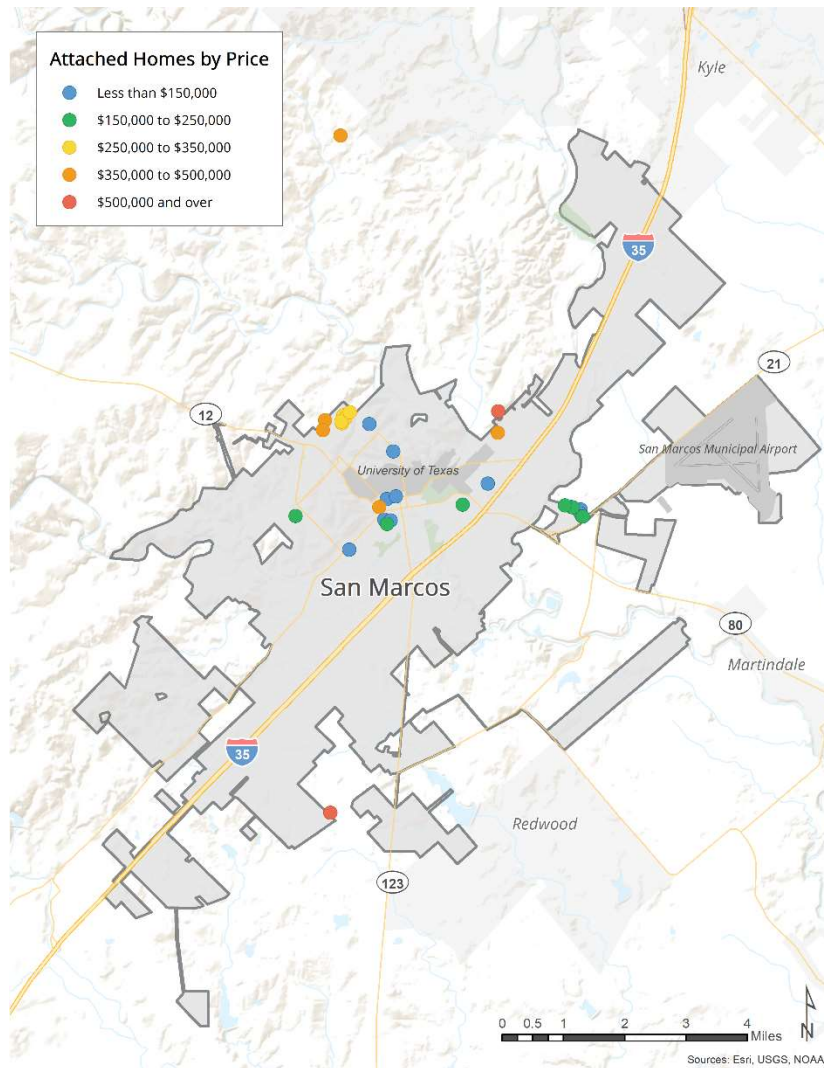 Attached Homes by Price
Less than $150,000
$150,000 to $250,000
$250,000 to $350,000
$350,000 to $500,000
$500,000 and over
Kyle
35
21
12
San Marcos Municipal Airport
University of Texas
San Marcos
80
Martindale
35
Redwood
123
0 0.5 1 2 3 4
Miles
N
Sources: Esri, USGS, NOAA